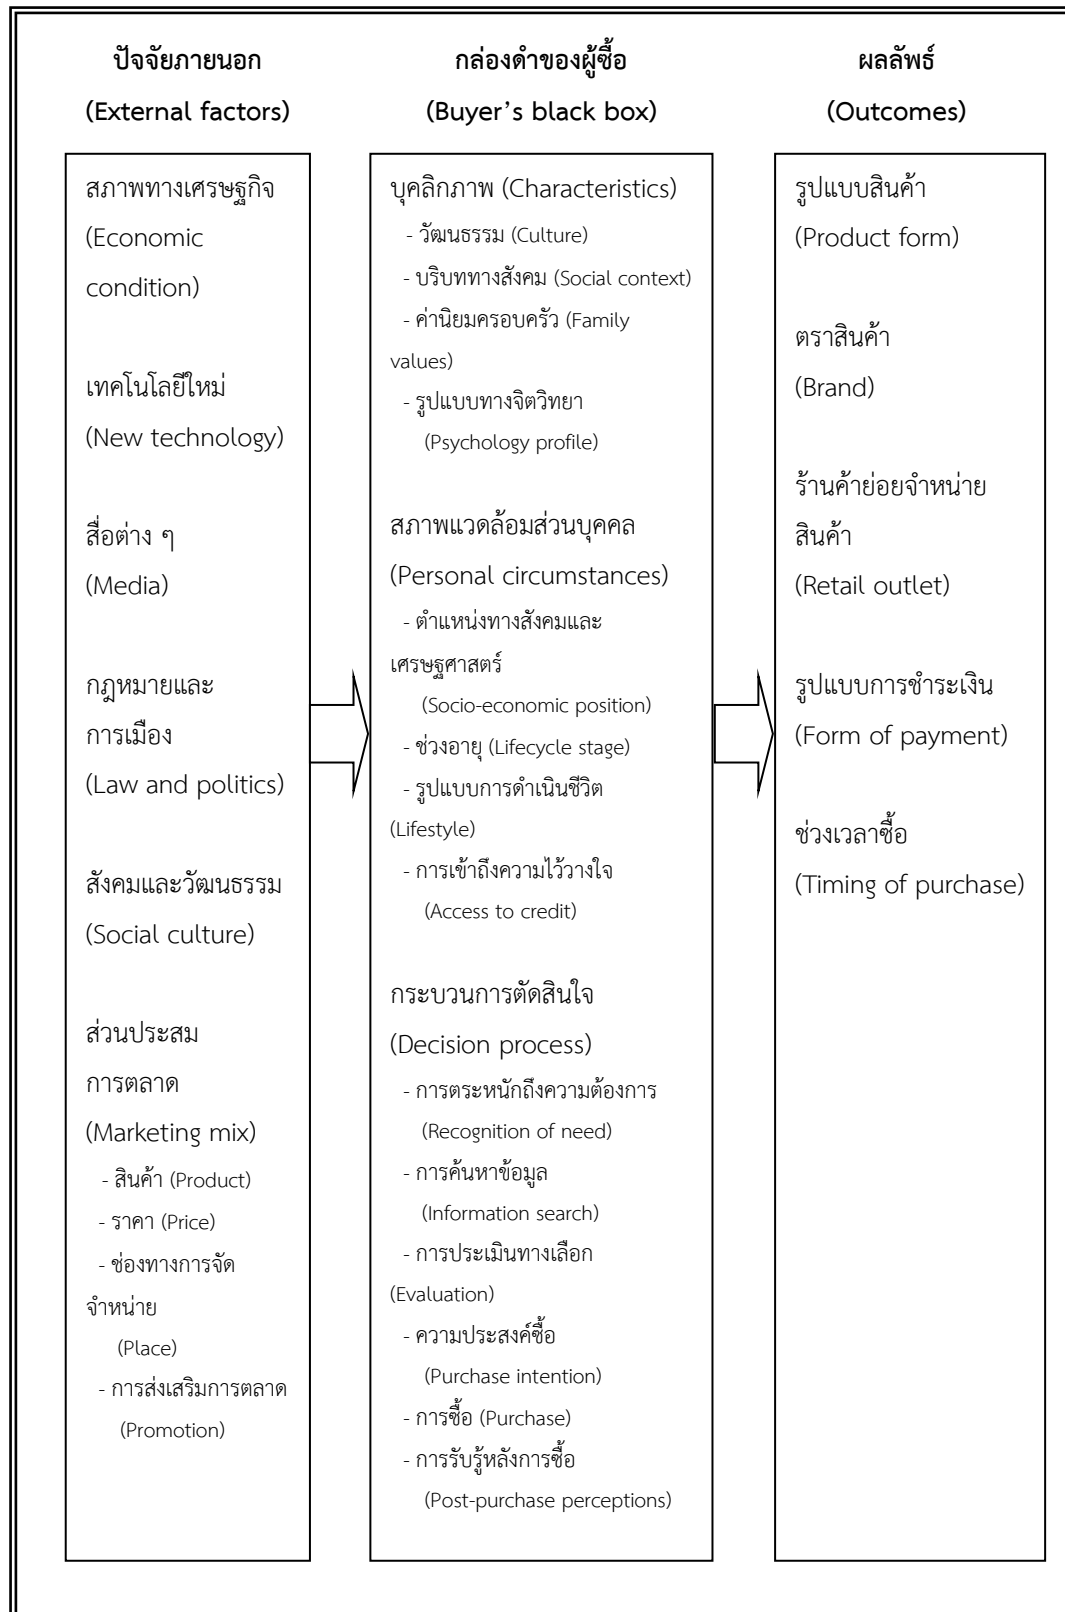 ปัจจัยภายนอก
(External factors)
สภาพทางเศรษฐกิจ
(Economic
condition)
เทคโนโลยีใหม่
(New technology)
สื่อต่าง ๆ
(Media)
กฎหมายและ
การเมือง
(Law and politics)
สังคมและวัฒนธรรม
(Social culture)
ส่วนประสม
การตลาด
(Marketing mix)
- สินค้า (Product)
- ราคา (Price)
- ช่องทางการจัด
จำหน่าย
(Place)
- การส่งเสริมการตลาด
(Promotion)
กล่องดำของผู้ซื้อ
(Buyer’s black box)
บุคลิกภาพ (Characteristics)
- วัฒนธรรม (Culture)
- บริบททางสังคม (Social context)
- ค่านิยมครอบครัว (Family
values)
- รูปแบบทางจิตวิทยา
(Psychology profile)
สภาพแวดล้อมส่วนบุคคล
(Personal circumstances)
- ตำแหน่งทางสังคมและ
เศรษฐศาสตร์
(Socio-economic position)
- ช่วงอายุ (Lifecycle stage)
- รูปแบบการดำเนินชีวิต
(Lifestyle)
- การเข้าถึงความไว้วางใจ
(Access to credit)
กระบวนการตัดสินใจ
(Decision process)
- การตระหนักถึงความต้องการ
(Recognition of need)
- การค้นหาข้อมูล
(Information search)
- การประเมินทางเลือก
(Evaluation)
- ความประสงค์ซื้อ
(Purchase intention)
- การซื้อ (Purchase)
- การรับรู้หลังการซื้อ
(Post-purchase perceptions)
ผลลัพธ์
(Outcomes)
รูปแบบสินค้า
(Product form)
ตราสินค้า
(Brand)
ร้านค้าย่อยจำหน่าย
สินค้า
(Retail outlet)
รูปแบบการชำระเงิน
(Form of payment)
ช่วงเวลาซื้อ
(Timing of purchase)